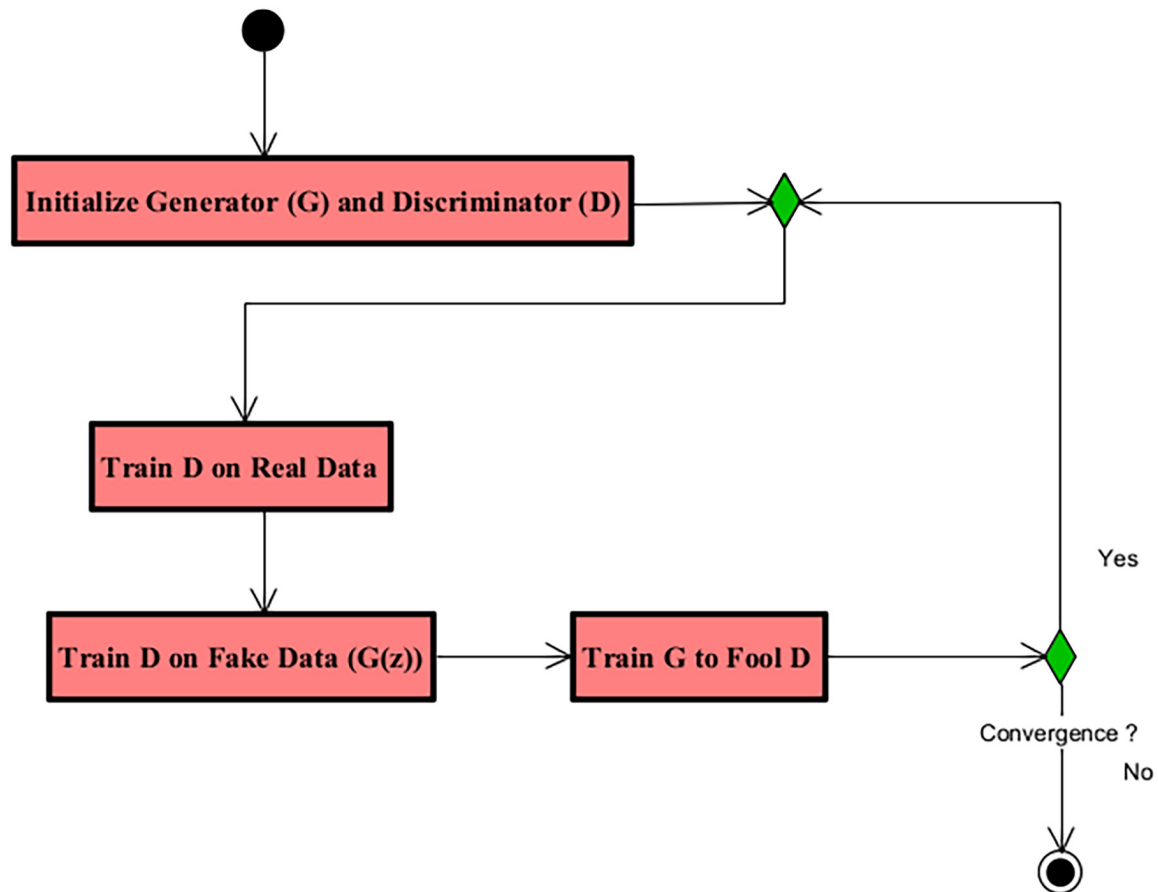 Initialize Generator (G) and Discriminator (D)
Train D on Real Data
Yes
Train D on Fake Data (G(z))
Train G to Fool D
Convergence ?
No